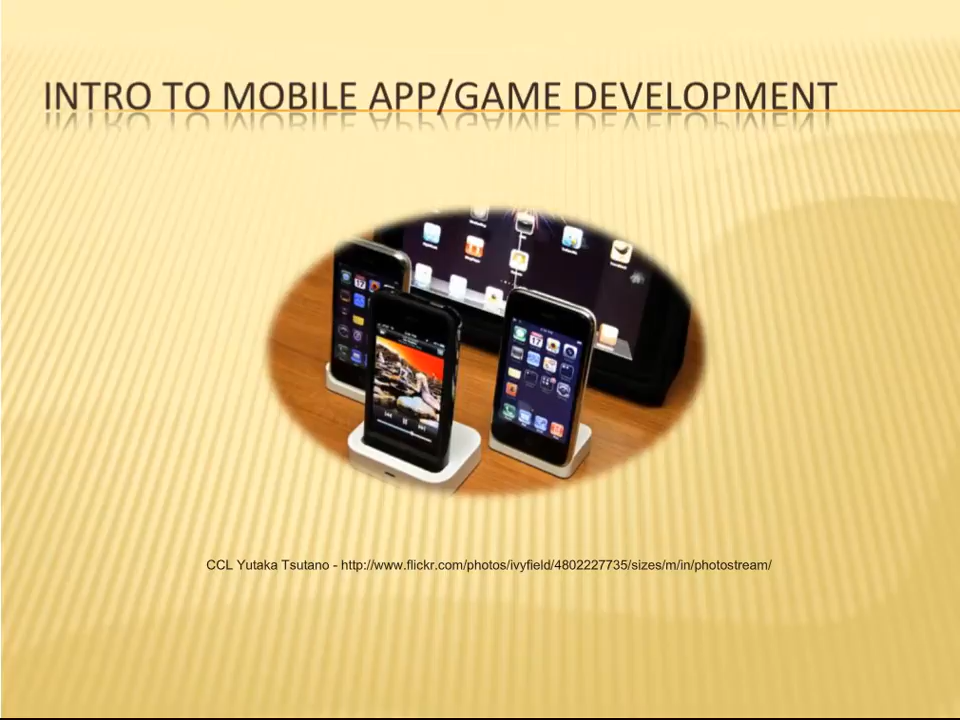 INTRO TO MOBILE APP/GAME DEVELOPMENT
CCL Yutaka Tsutano - http://www.flickr.com/photos/ivyfield/4802227735/sizes/m/in/photostream/